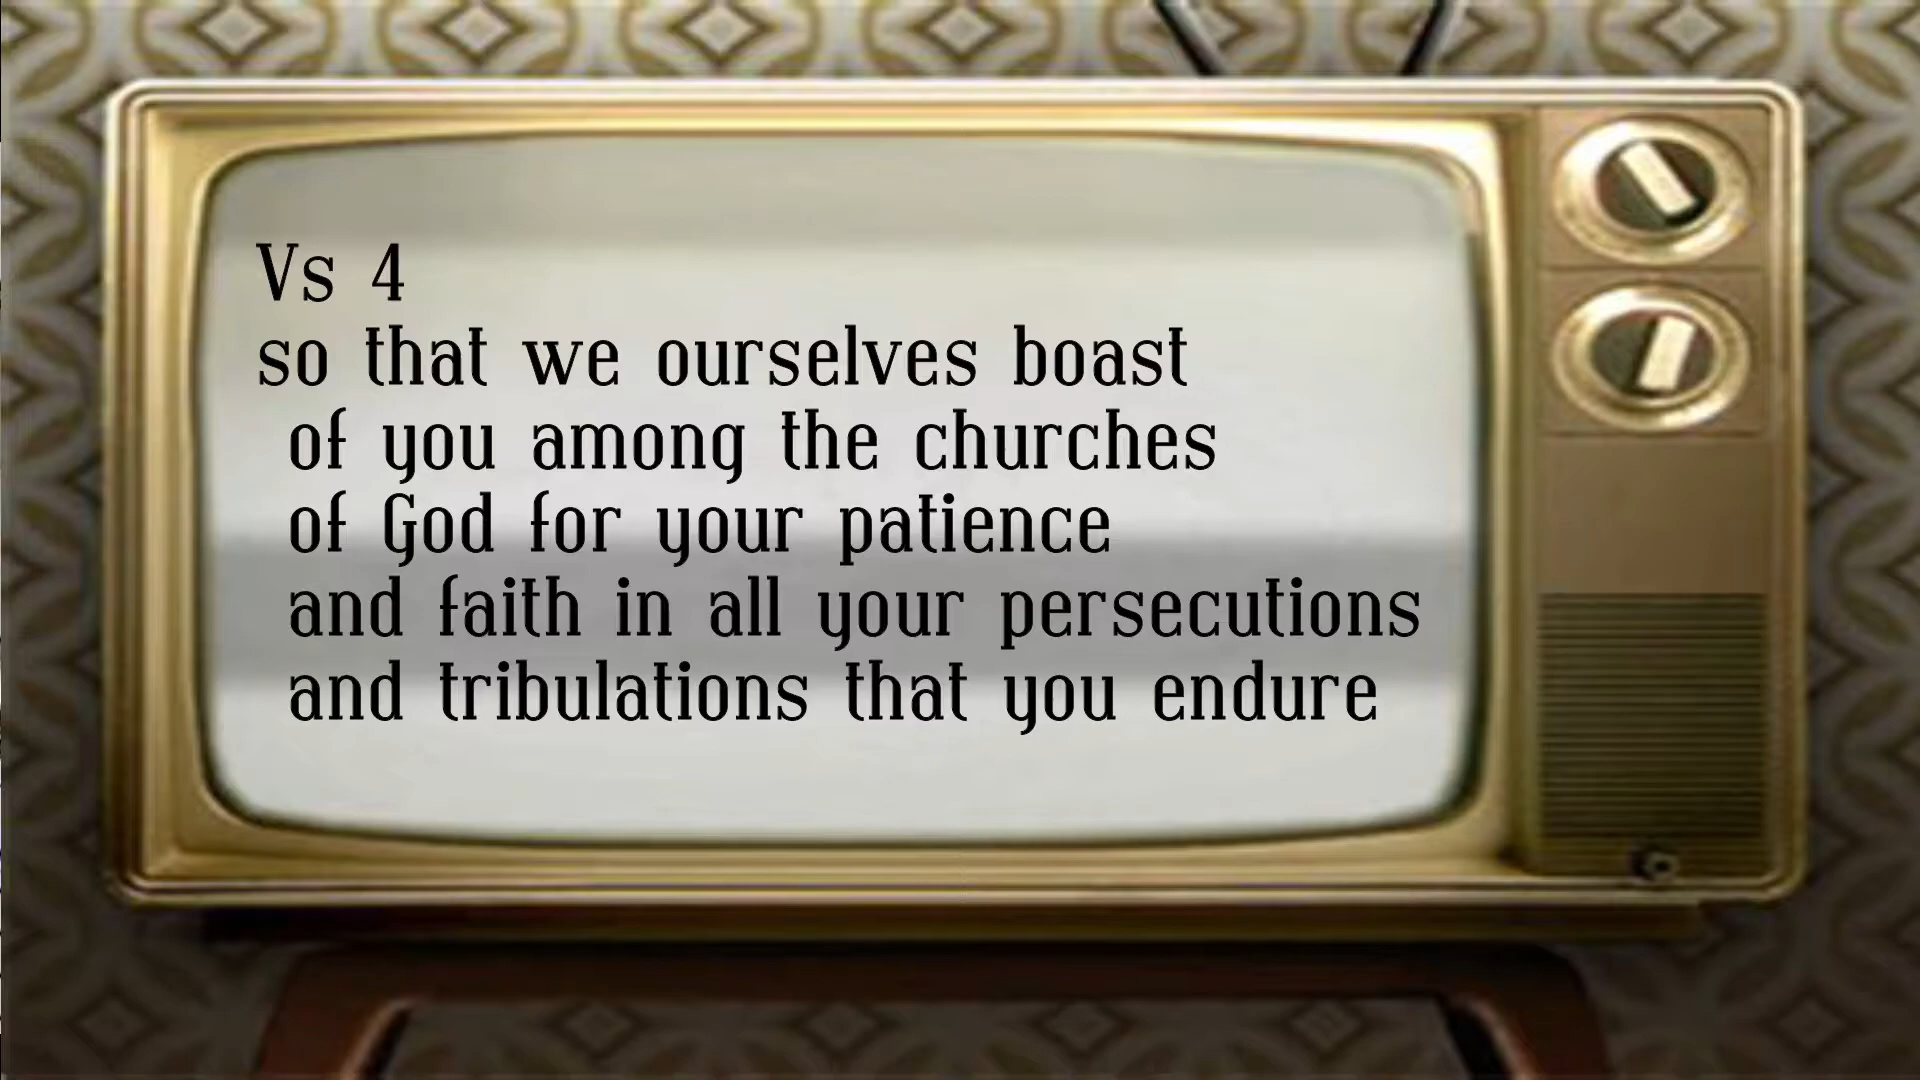 Vs 4
so that we ourselves boast
of you among the churches
of God for your patience
and faith in all your persecutions
and tribulations that you endure